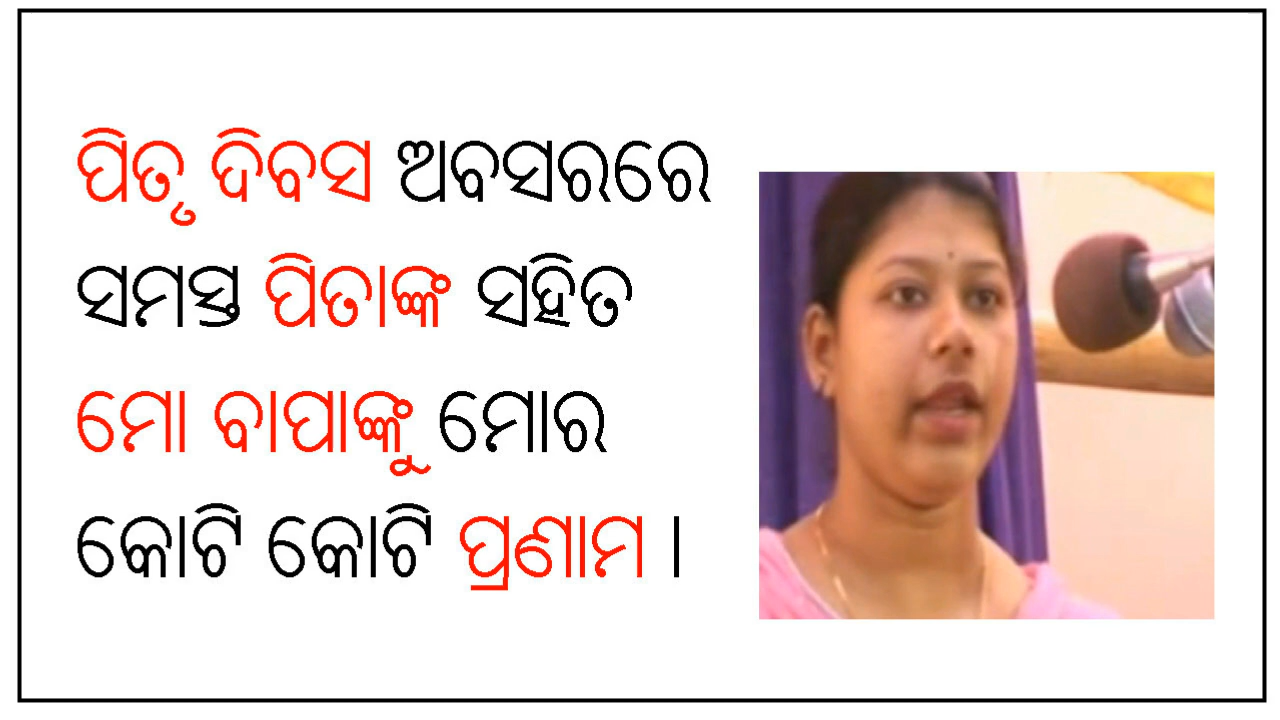 ପିତୃ ଦିବସ ଅବସରରେ
ସମସ୍ତ ପିତାଙ୍କ ସହିତ
ମୋ ବାପାଙ୍କୁ ମୋର
କୋଟି କୋଟି ପ୍ରଣାମ ।